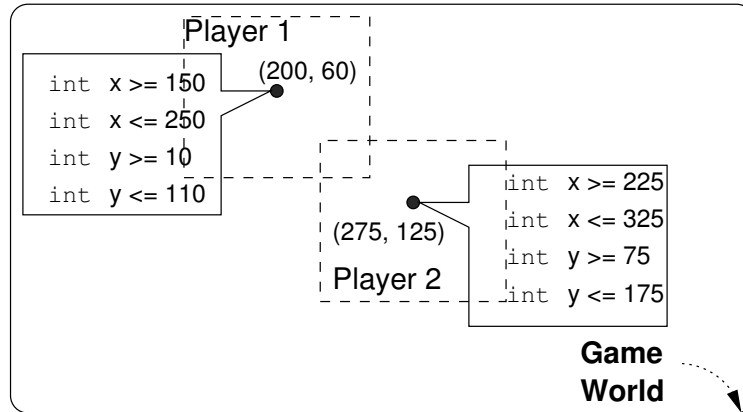 Player 1
(200, 60)
int x >= 150
int x <= 250
int y >= 10
int y <= 110
(275, 125)
Player 2
int x >= 225
int x <= 325
int y >= 75
int y <= 175
Game
World